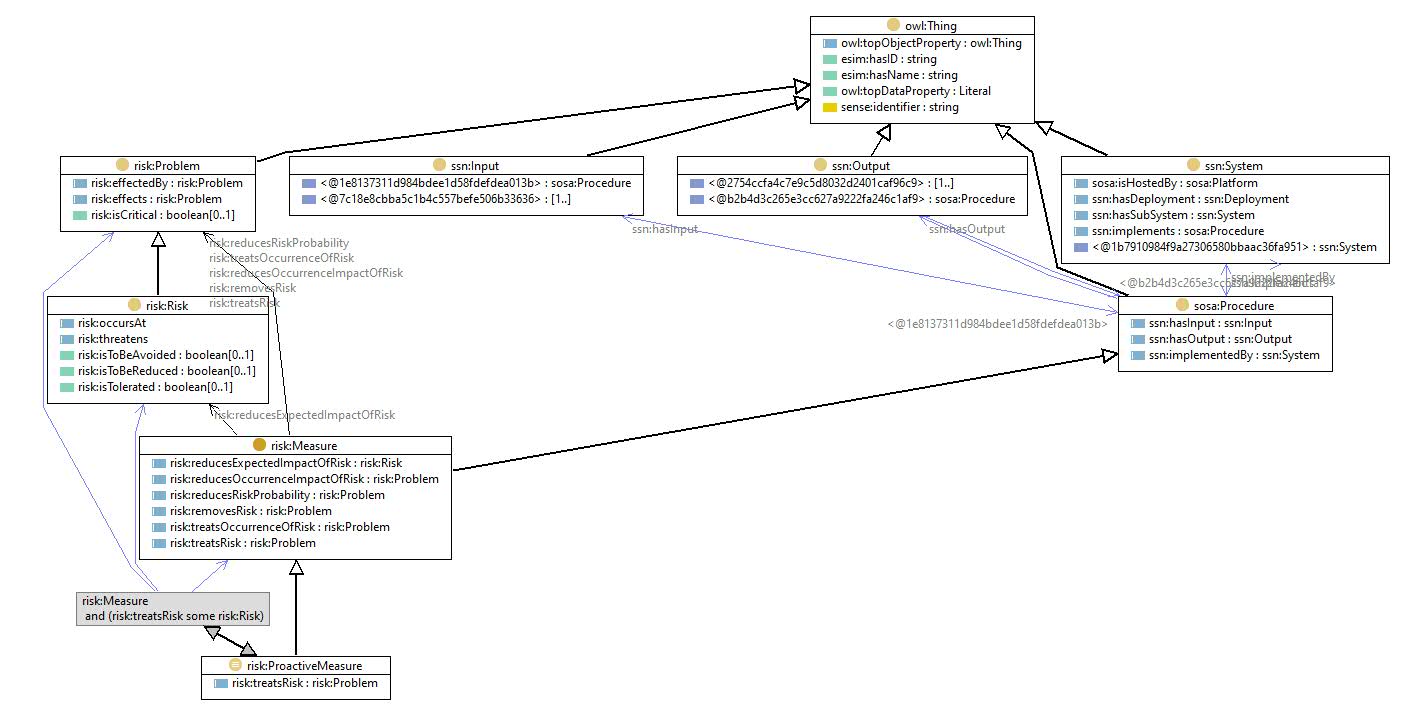 owl:Thing
owl:topObjectProperty : owl:Thing
esim:hasID : string
esim:hasName : string
owl:topDataProperty : Literal
sense:identifier : string
risk:Problem
risk:effectedBy : risk:Problem
risk:effects : risk:Problem
risk:isCritical : boolean[0..1]
ssn:Input
<@1e8137311d984bdee1d58fdefdea013b> : sosa:Procedure
<@7c18e8cbba5c1b4c557befe506b33636> : [1..]
ssn:Output
<@2754ccfa4c7e9c5d8032d2401caf96c9> : [1..]
<@b2b4d3c265e3cc627a9222fa246c1af9> : sosa:Procedure
ssn:System
sosa:isHostedBy : sosa:Platform
ssn:hasDeployment : ssn:Deployment
ssn:hasSubSystem : ssn:System
ssn:implements : sosa:Procedure
<@1b7910984f9a27306580bbaac36fa951> : ssn:System
ssn:hasInput
ssn:hasOutput
risk:reducesRiskProbability
risk:treatsOccurrenceOfRisk
risk:reducesOccurrenceImpactOfRisk
risk:removesRisk
risk:treatsRisk
ssn:implementedBy
risk:Risk
risk:occursAt
risk:threatens
risk:isToBeAvoided : boolean[0..1]
risk:isToBeReduced : boolean[0..1]
risk:isTolerated : boolean[0..1]
sosa:Procedure
ssn:hasInput : ssn:Input
ssn:hasOutput : ssn:Output
ssn:implementedBy : ssn:System
<@1e8137311d984bdee1d58fdefdea013b>
risk:reducesExpectedImpactOfRisk
risk:Measure
risk:reducesExpectedImpactOfRisk : risk:Risk
risk:reducesOccurrenceImpactOfRisk : risk:Problem
risk:reducesRiskProbability : risk:Problem
risk:removesRisk : risk:Problem
risk:treatsOccurrenceOfRisk : risk:Problem
risk:treatsRisk : risk:Problem
risk:Measure
and (risk:treatsRisk some risk:Risk)
risk:ProactiveMeasure
risk:treatsRisk : risk:Problem